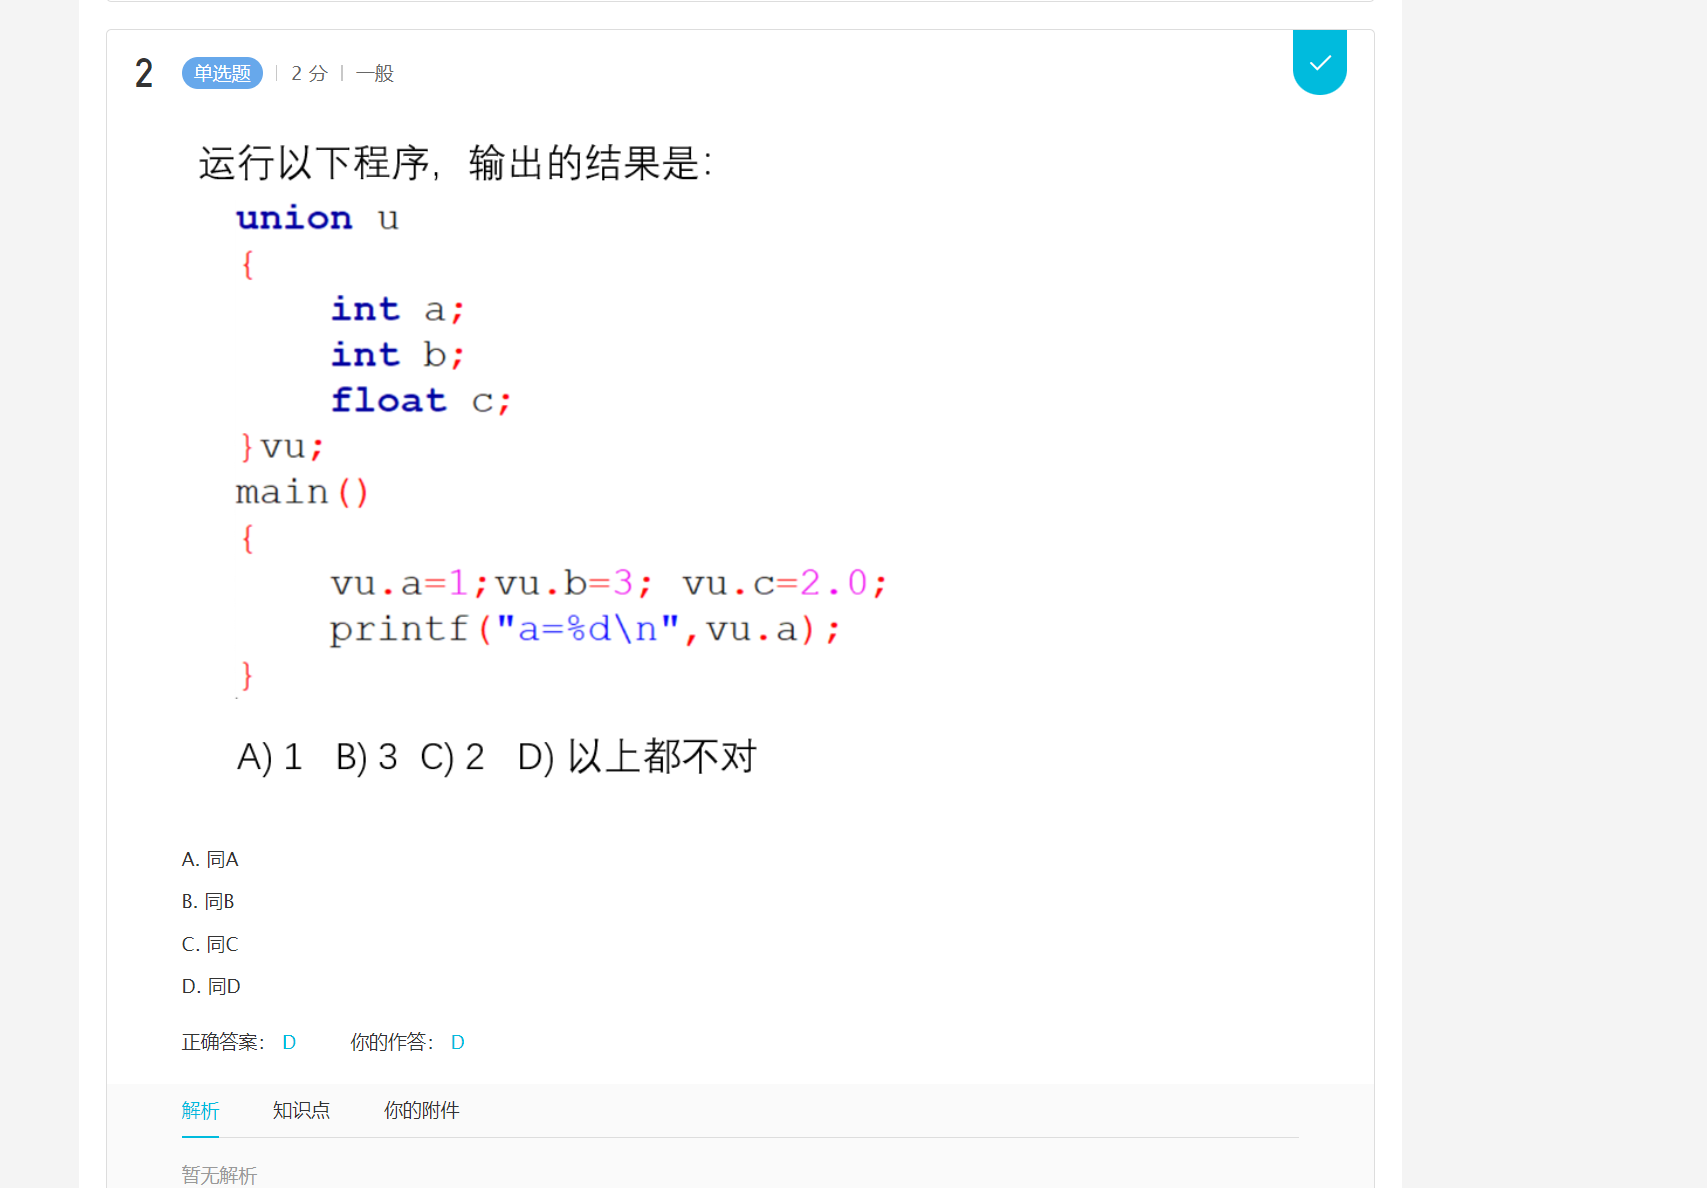 2 单选题 | 2 分 | 一般
运行以下程序，输出的结果是：
union u
{
int a;
int b;
float c;
}vu;
main()
{
vu.a=1;vu.b=3; vu.c=2.0;
printf("a=%d\n",vu.a);
}
A) 1 B) 3 C) 2 D) 以上都不对
A. 同A
B. 同B
C. 同C
D. 同D
正确答案： D 你的作答： D
解析 知识点 你的附件
暂无解析